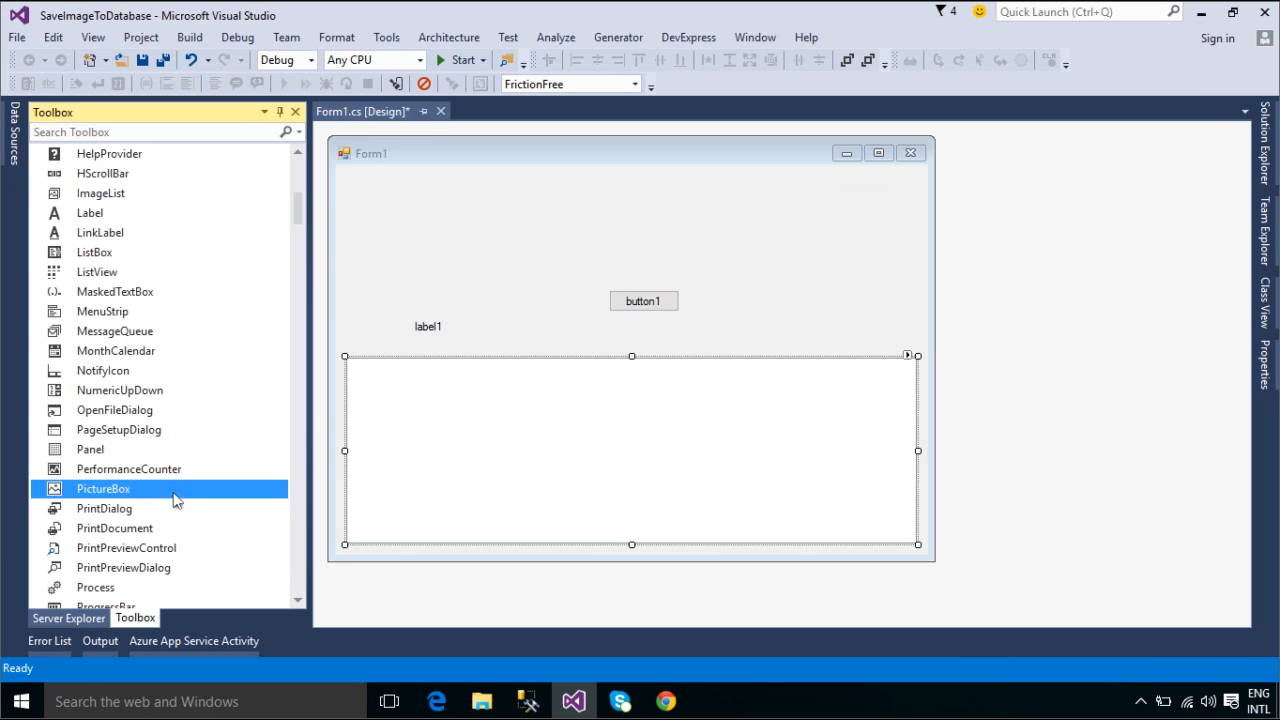 SaveImageToDatabase - Microsoft Visual Studio
4
Quick Launch (Ctrl+Q)
File Edit View Project Build Debug Team Format Tools Architecture Test Analyze Generator DevExpress Window Help
Sign in
Debug Any CPU Start
FrictionFree
Data Sources
Toolbox
Search Toolbox
HelpProvider
HScrollBar
ImageList
Label
LinkLabel
ListBox
ListView
MaskedTextBox
MenuStrip
MessageQueue
MonthCalendar
NotifyIcon
NumericUpDown
OpenFileDialog
PageSetupDialog
Panel
PerformanceCounter
PictureBox
PrintDialog
PrintDocument
PrintPreviewControl
PrintPreviewDialog
Process
ProgressBar
Server Explorer Toolbox
Form1.cs [Design]*
Form1
button1
label1
Solution Explorer
Team Explorer
Class View
Properties
Error List Output Azure App Service Activity
Ready
Search the web and Windows
ENG
INTL